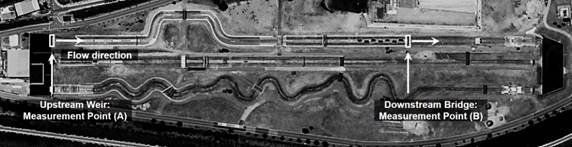 Flow direction
Upstream Weir:
Measurement Point (A)
Downstream Bridge:
Measurement Point (B)